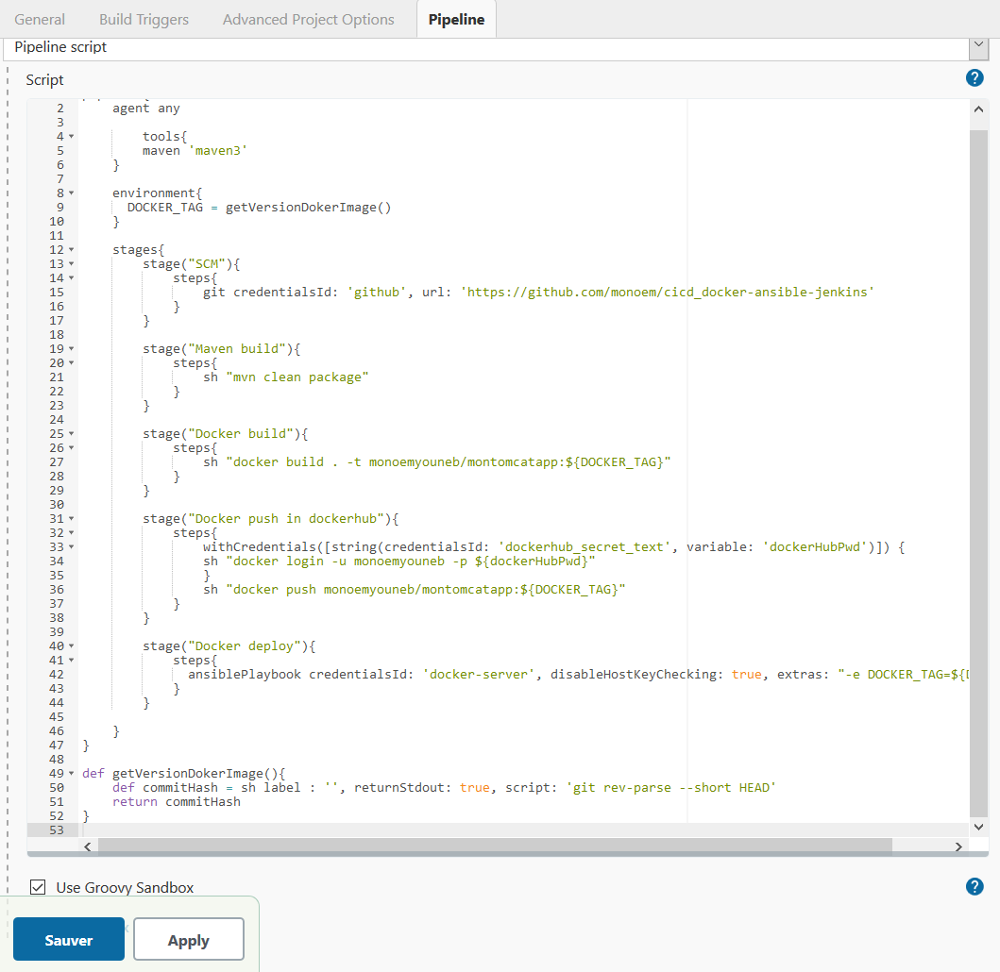 General Build Triggers Advanced Project Options Pipeline
Pipeline script
Script
2 agent any
3
4 tools{
5 maven 'maven3'
6 }
7
8 environment{
9 DOCKER_TAG = getVersionDokerImage()
10 }
11
12 stages{
13 stage("SCM"){
14 steps{
15 git credentialsId: 'github', url: 'https://github.com/monoem/cicd_docker-ansible-jenkins'
16 }
17 }
18
19 stage("Maven build"){
20 steps{
21 sh "mvn clean package"
22 }
23 }
24
25 stage("Docker build"){
26 steps{
27 sh "docker build . -t monoemyouneb/montomcatapp:${DOCKER_TAG}"
28 }
29 }
30
31 stage("Docker push in dockerhub"){
32 steps{
33 withCredentials([string(credentialsId: 'dockerhub_secret_text', variable: 'dockerHubPwd')]) {
34 sh "docker login -u monoemyouneb -p ${dockerHubPwd}"
35 }
36 sh "docker push monoemyouneb/montomcatapp:${DOCKER_TAG}"
37 }
38 }
39
40 stage("Docker deploy"){
41 steps{
42 ansiblePlaybook credentialsId: 'docker-server', disableHostKeyChecking: true, extras: "-e DOCKER_TAG=${
43 }
44 }
45
46 }
47 }
48
49 def getVersionDokerImage(){
50 def commitHash = sh label : '', returnStdout: true, script: 'git rev-parse --short HEAD'
51 return commitHash
52 }
53
Use Groovy Sandbox
Sauver Apply